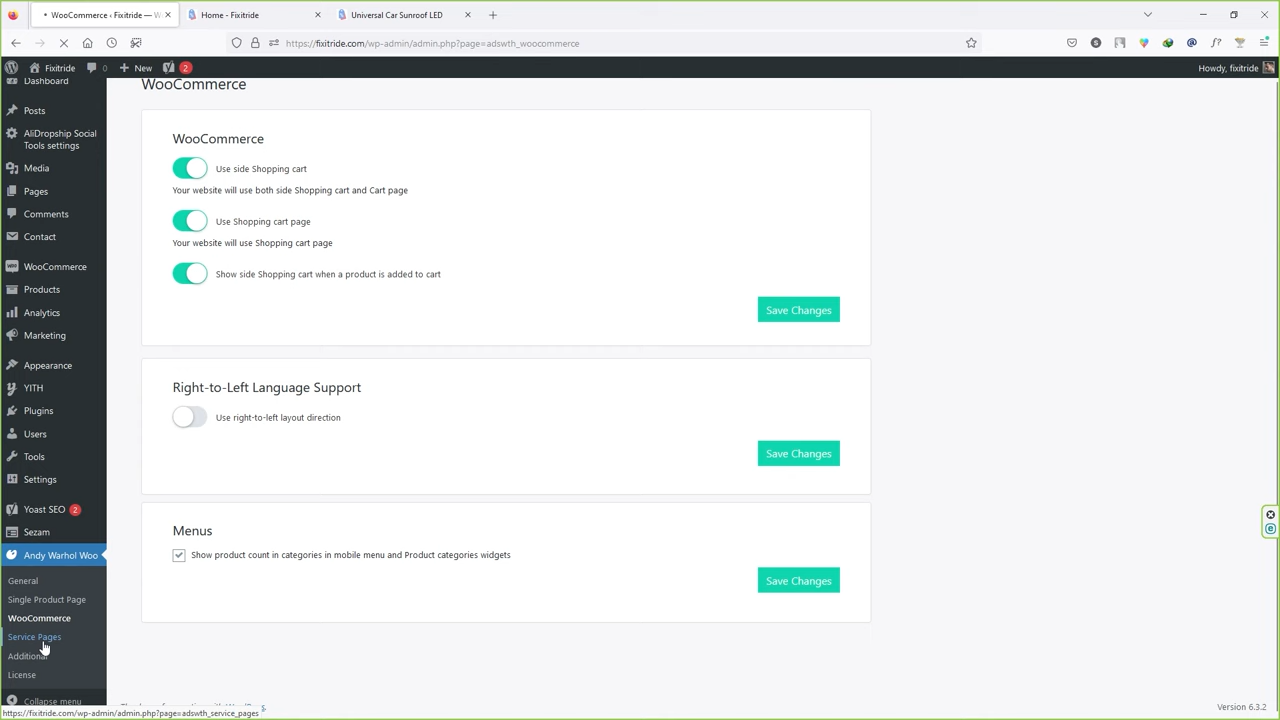 WooCommerce ‹ Fixitride — W
Home - Fixitride
Universal Car Sunroof LED
https://fixitride.com/wp-admin/admin.php?page=adswth_woocommerce
Fixitride
0
New
2
Howdy, fixitride
Dashboard
Posts
AliDropship Social
Tools settings
Media
Pages
Comments
Contact
WooCommerce
Products
Analytics
Marketing
Appearance
YITH
Plugins
Users
Tools
Settings
Yoast SEO 2
Sezam
Andy Warhol Woo
General
Single Product Page
WooCommerce
Service Pages
Additional
License
Collapse menu
WooCommerce
WooCommerce
Use side Shopping cart
Your website will use both side Shopping cart and Cart page
Use Shopping cart page
Your website will use Shopping cart page
Show side Shopping cart when a product is added to cart
Save Changes
Right-to-Left Language Support
Use right-to-left layout direction
Save Changes
Menus
Show product count in categories in mobile menu and Product categories widgets
Save Changes
Version 6.3.2
https://fixitride.com/wp-admin/admin.php?page=adswth_service_pages